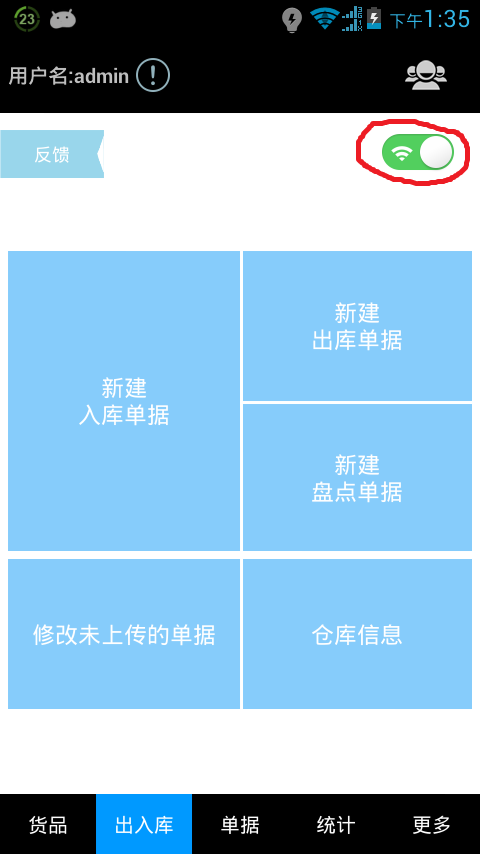 23
下午1:35
用户名:admin
反馈
新建
入库单据
新建
出库单据
新建
盘点单据
修改未上传的单据
仓库信息
货品 出入库 单据 统计 更多